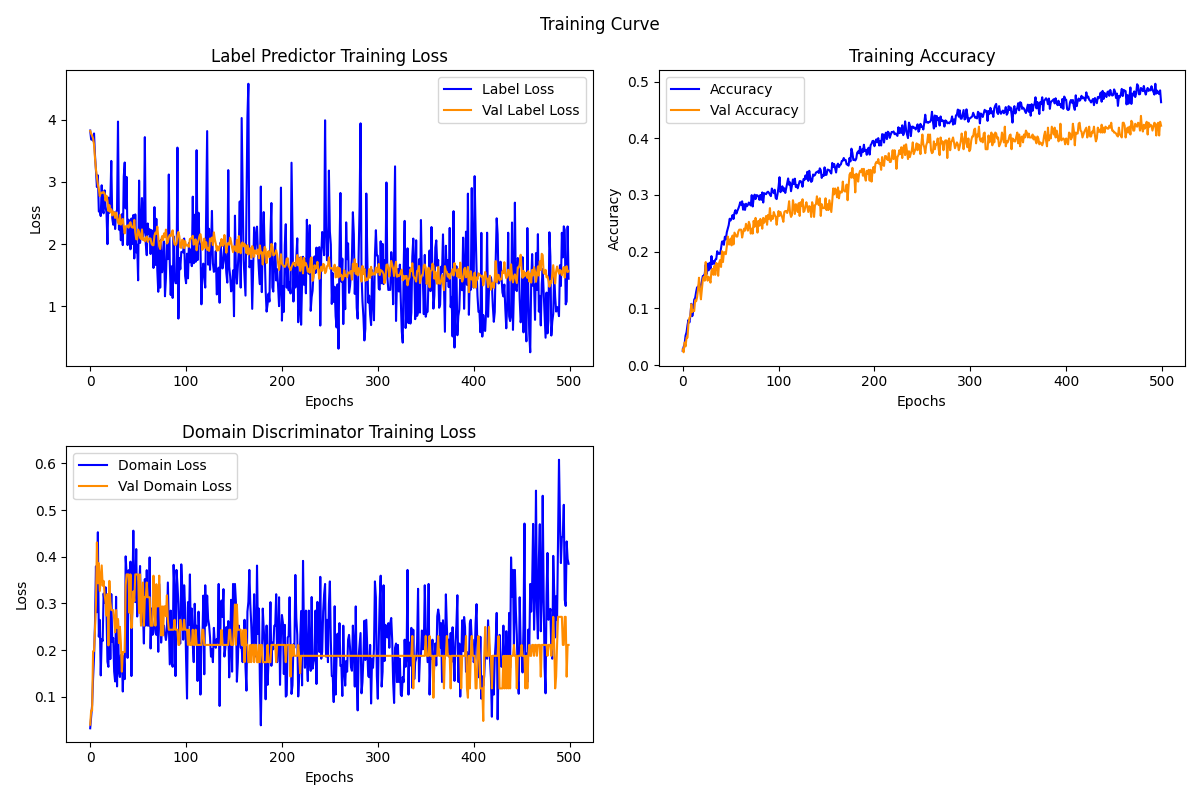 Training Curve
Label Predictor Training Loss
Label Loss
Val Label Loss
4
3
2
1
Loss
0 100 200 300 400 500
Epochs
Training Accuracy
Accuracy
Val Accuracy
0.5
0.4
0.3
0.2
0.1
0.0
Accuracy
0 100 200 300 400 500
Epochs
Domain Discriminator Training Loss
Domain Loss
Val Domain Loss
0.6
0.5
0.4
0.3
0.2
0.1
Loss
0 100 200 300 400 500
Epochs